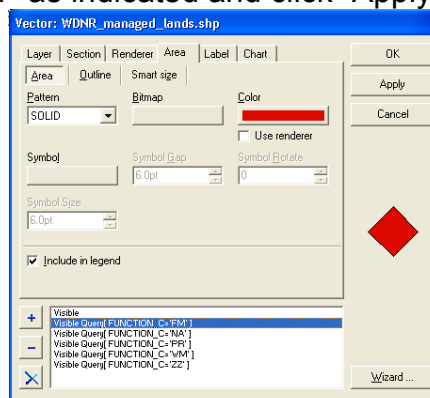 as indicated and click "Apply
Vector: WDNR_managed_lands.shp
Layer Section Renderer Area Label Chart
OK
Area Outline Smart size
Apply
Pattern Bitmap Color
SOLID
Cancel
Use renderer
Symbol Symbol Gap Symbol Rotate
6.0pt 0
Symbol Size
6.0pt
Include in legend
Visible
Visible Query[ FUNCTION_C='FM' ]
Visible Query[ FUNCTION_C='NA' ]
Visible Query[ FUNCTION_C='PR' ]
Visible Query[ FUNCTION_C='WM' ]
Visible Query[ FUNCTION_C='ZZ' ]
Wizard ...